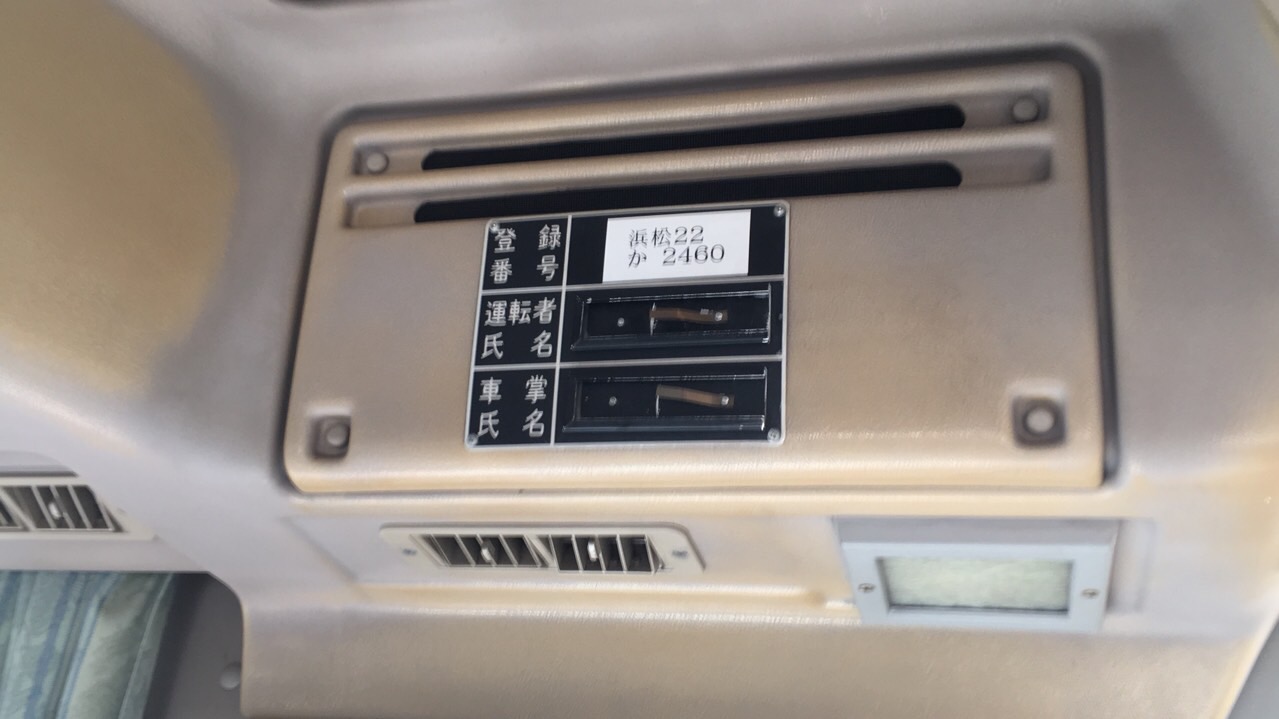 登録
番号
浜松22
か 2460
運転者
氏名
車掌
氏名